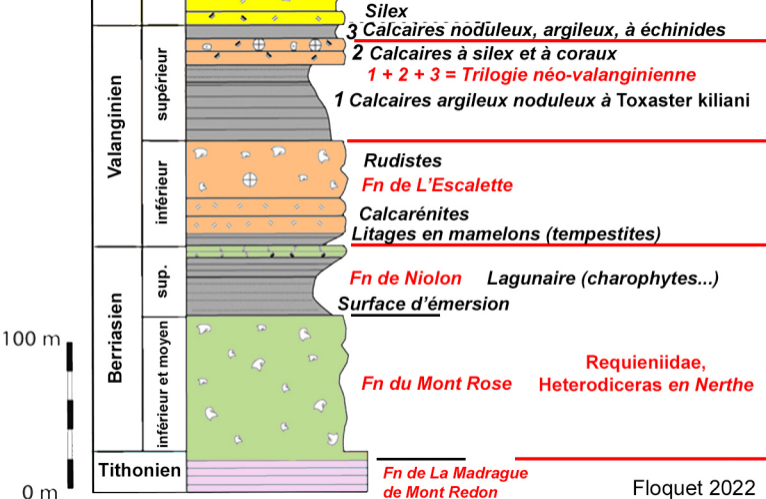 Silex
3 Calcaires noduleux, argileux, à échinides
2 Calcaires à silex et à coraux
1 + 2 + 3 = Trilogie néo-valanginienne
1 Calcaires argileux noduleux à Toxaster kiliani
Valanginien
supérieur
inférieur
Rudistes
Fn de L'Escalette
Calcarénites
Litages en mamelons (tempestites)
Berriasien
sup.
inférieur et moyen
Fn de Niolon Lagunaire (charophytes...)
Surface d'émersion
100 m
Fn du Mont Rose
Requieniidae,
Heterodiceras en Nerthe
Tithonien
Fn de La Madrague
de Mont Redon
Floquet 2022
0 m